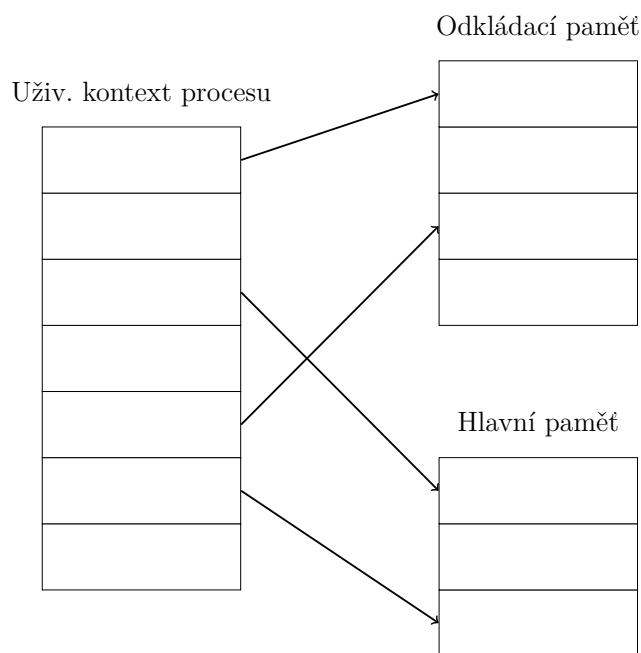 Odkládací paměť
Uživ. kontext procesu
Hlavní paměť